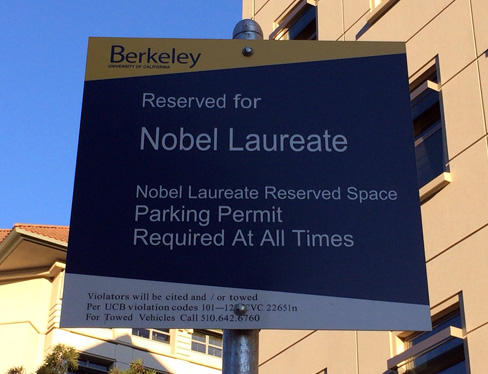 Berkeley
UNIVERSITY OF CALIFORNIA
Reserved for
Nobel Laureate
Nobel Laureate Reserved Space
Parking Permit
Required At All Times
Violators will be cited and / or towed
Per UCB violation codes CVC 22651n
For Towed Vehicles Call 510.642.6760